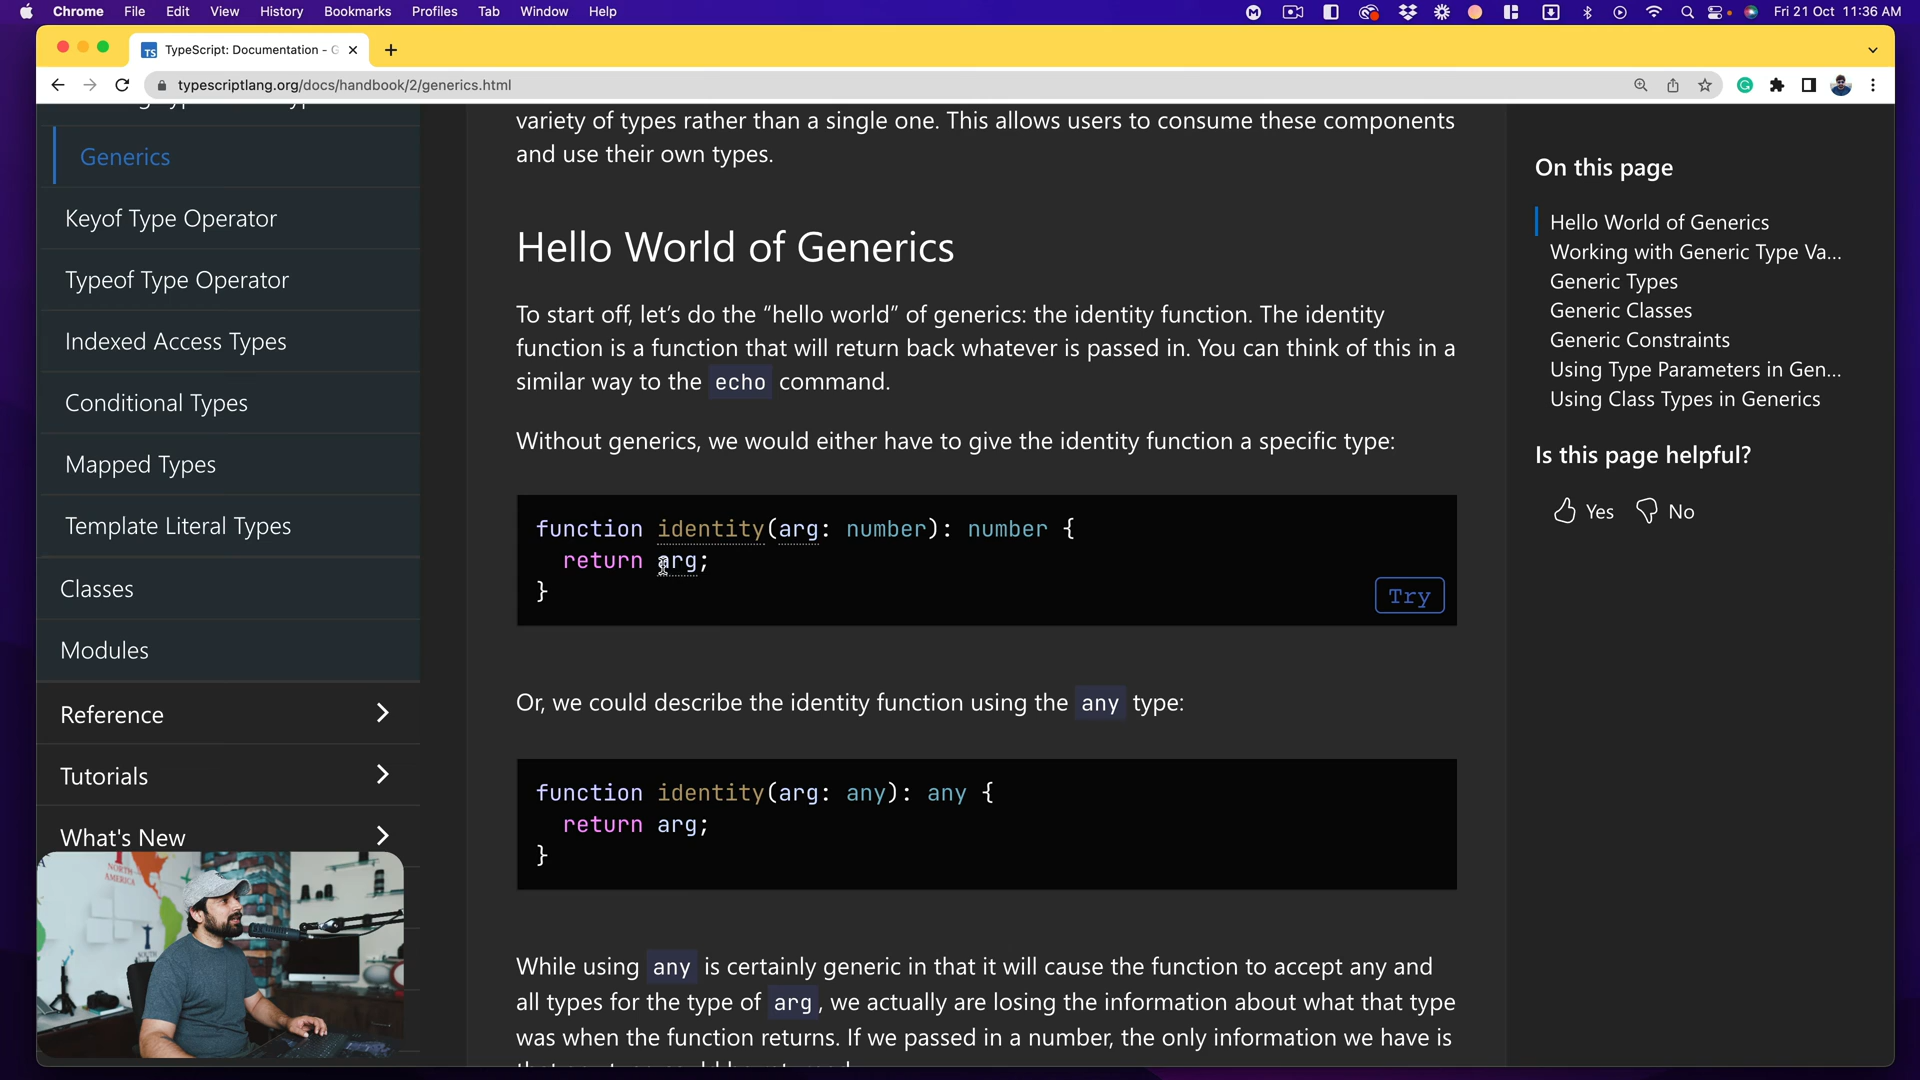 Chrome File Edit View History Bookmarks Profiles Tab Window Help
Fri 21 Oct 11:36 AM
TS TypeScript: Documentation - G
typescriptlang.org/docs/handbook/2/generics.html
Generics
Keyof Type Operator
Typeof Type Operator
Indexed Access Types
Conditional Types
Mapped Types
Template Literal Types
Classes
Modules
Reference
Tutorials
What's New
variety of types rather than a single one. This allows users to consume these components
and use their own types.
Hello World of Generics
To start off, let’s do the “hello world” of generics: the identity function. The identity
function is a function that will return back whatever is passed in. You can think of this in a
similar way to the echo command.
Without generics, we would either have to give the identity function a specific type:
function identity(arg: number): number {
return arg;
}
Try
Or, we could describe the identity function using the any type:
function identity(arg: any): any {
return arg;
}
While using any is certainly generic in that it will cause the function to accept any and
all types for the type of arg, we actually are losing the information about what that type
was when the function returns. If we passed in a number, the only information we have is
On this page
Hello World of Generics
Working with Generic Type Va...
Generic Types
Generic Classes
Generic Constraints
Using Type Parameters in Gen...
Using Class Types in Generics
Is this page helpful?
Yes No
NORTH
AMERICA